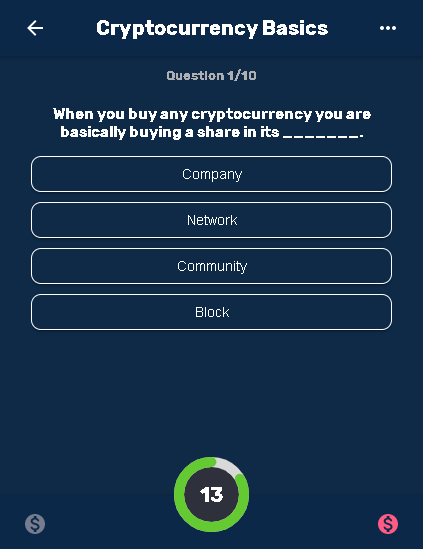 Cryptocurrency Basics
Question 1/10
When you buy any cryptocurrency you are
basically buying a share in its _______.
Company
Network
Community
Block
13
$ $